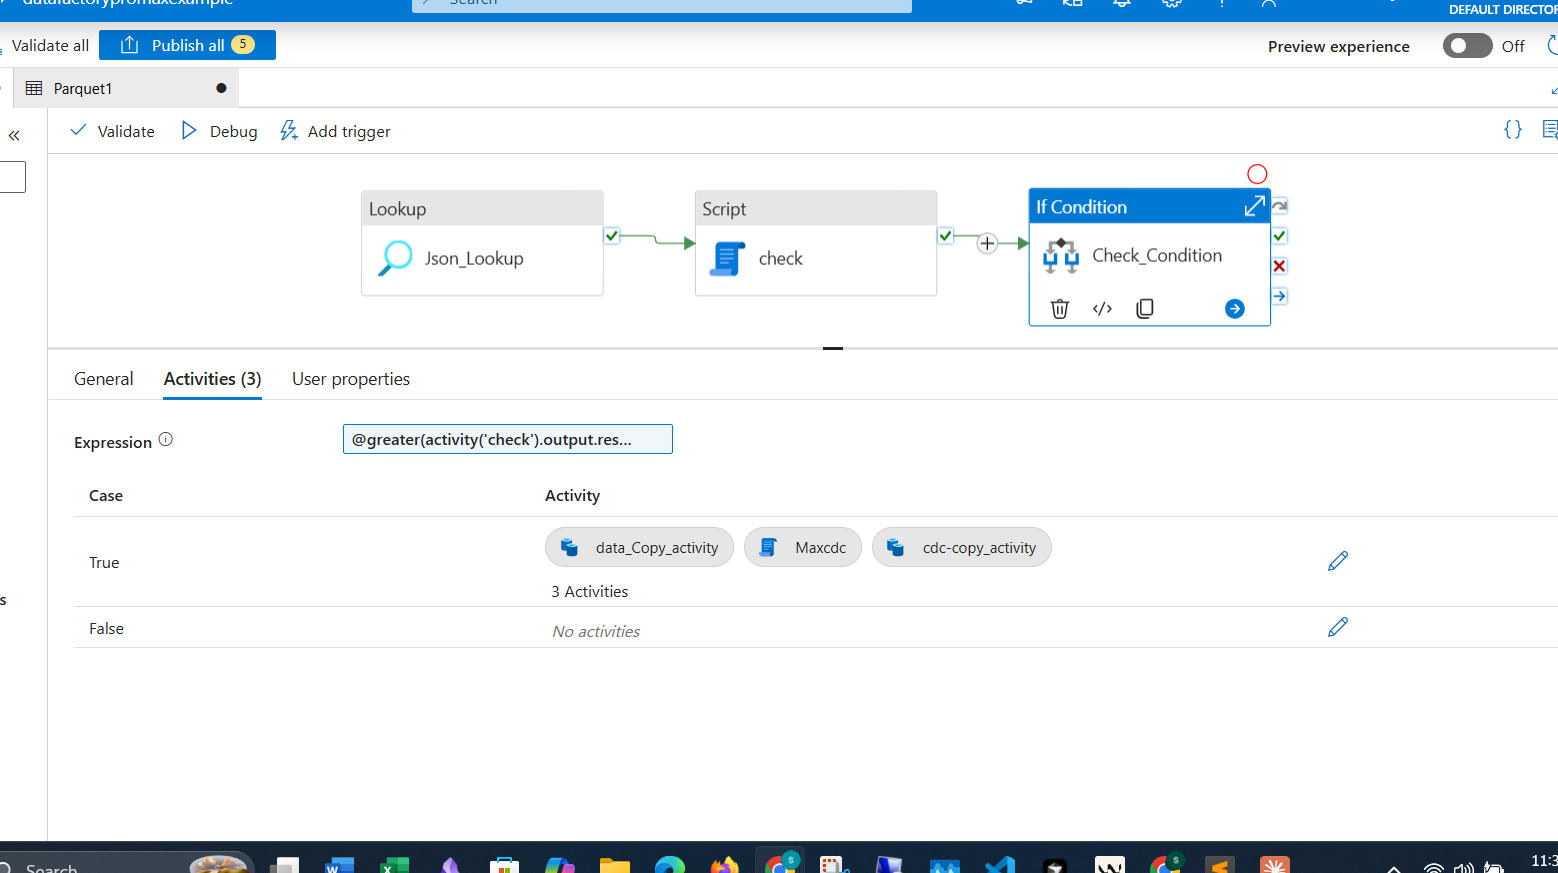 datafactorypromaxexample
Search
DEFAULT DIRECTOR
Validate all
Publish all 5
Preview experience
Off
Parquet1
Validate
Debug
Add trigger
{}
Lookup
Json_Lookup
Script
check
If Condition
Check_Condition
General
Activities (3)
User properties
Expression
@greater(activity('check').output.res...
Case
Activity
True
data_Copy_activity
Maxcdc
cdc-copy_activity
3 Activities
s
False
No activities
Search
11:3